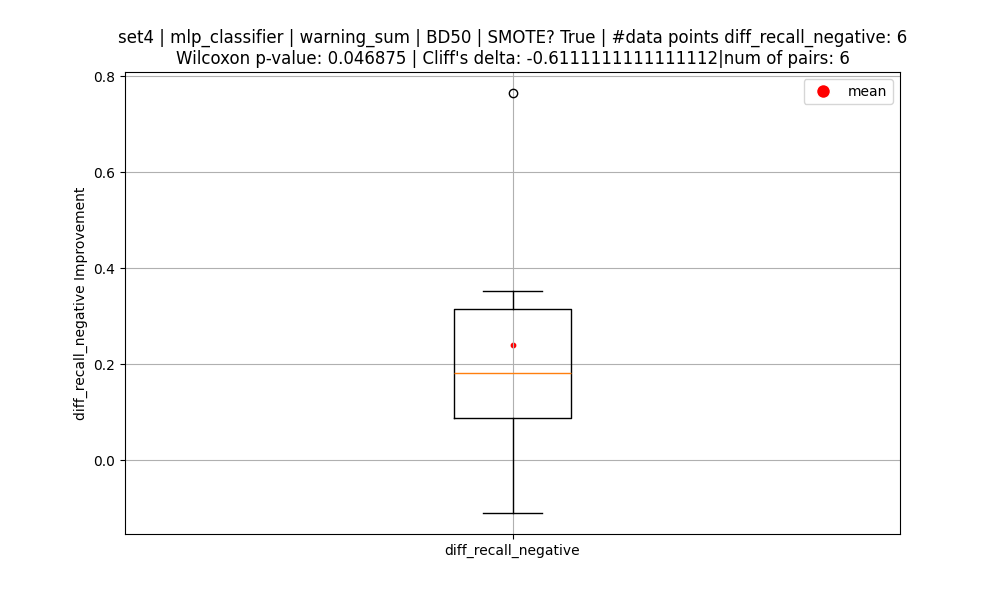 set4 | mlp_classifier | warning_sum | BD50 | SMOTE? True | #data points diff_recall_negative: 6
Wilcoxon p-value: 0.046875 | Cliff's delta: -0.6111111111111112|num of pairs: 6
mean
0.8
0.6
0.4
0.2
0.0
diff_recall_negative Improvement
diff_recall_negative